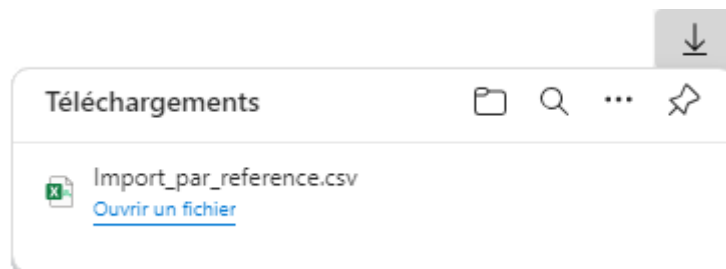 Téléchargements
Import_par_reference.csv
Ouvrir un fichier